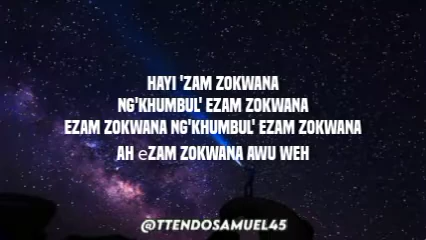 HAYI 'ZAM ZOKWANA
NG'KHUMBUL' EZAM ZOKWANA
EZAM ZOKWANA NG'KHUMBUL' EZAM ZOKWANA
AH eZAM ZOKWANA AWU WEH
@TTENDOSAMUEL45